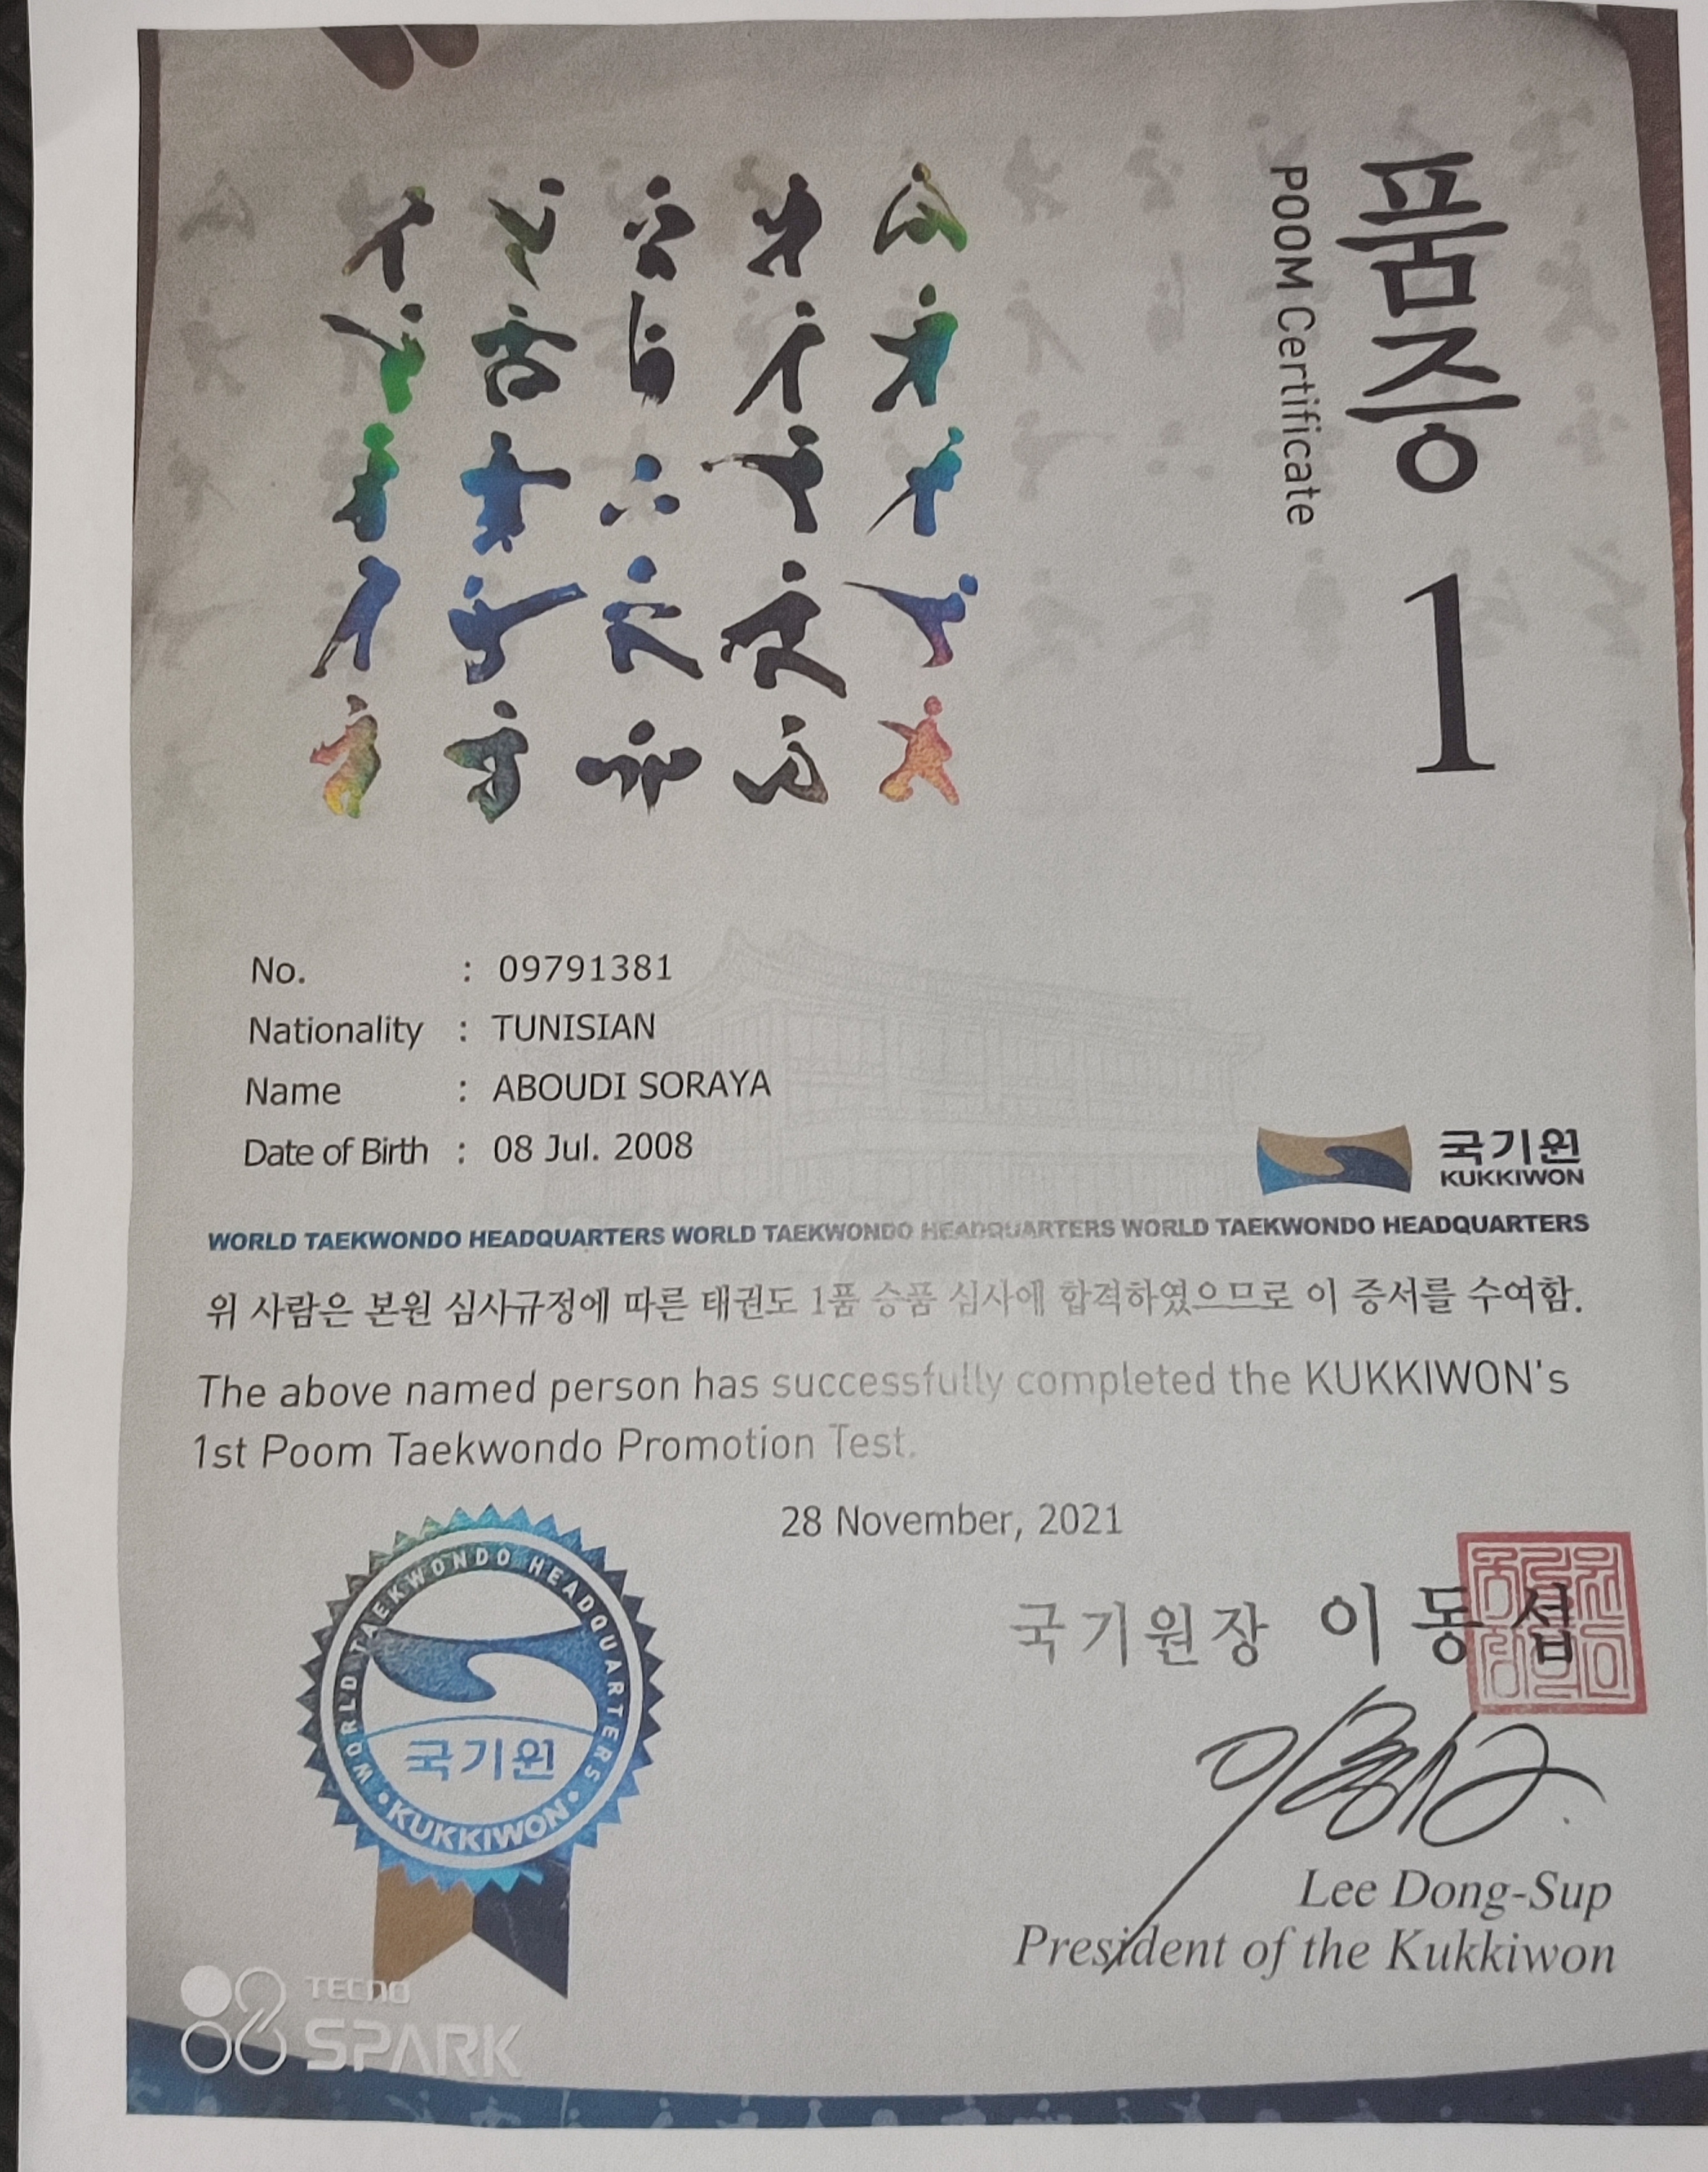 품증 1
POOM Certificate
No. : 09791381
Nationality : TUNISIAN
Name : ABOUDI SORAYA
Date of Birth : 08 Jul. 2008
국기원
KUKKIWON
WORLD TAEKWONDO HEADQUARTERS WORLD TAEKWONDO HEADQUARTERS WORLD TAEKWONDO HEADQUARTERS
위 사람은 본원 심사규정에 따른 태권도 1품 승품 심사에 합격하였으므로 이 증서를 수여함.
The above named person has successfully completed the KUKKIWON's
1st Poom Taekwondo Promotion Test.
28 November, 2021
WORLD TAEKWONDO HEADQUARTERS
국기원
• KUKKIWON •
국기원장 이동섭
Lee Dong-Sup
President of the Kukkiwon
TECNO
SPARK